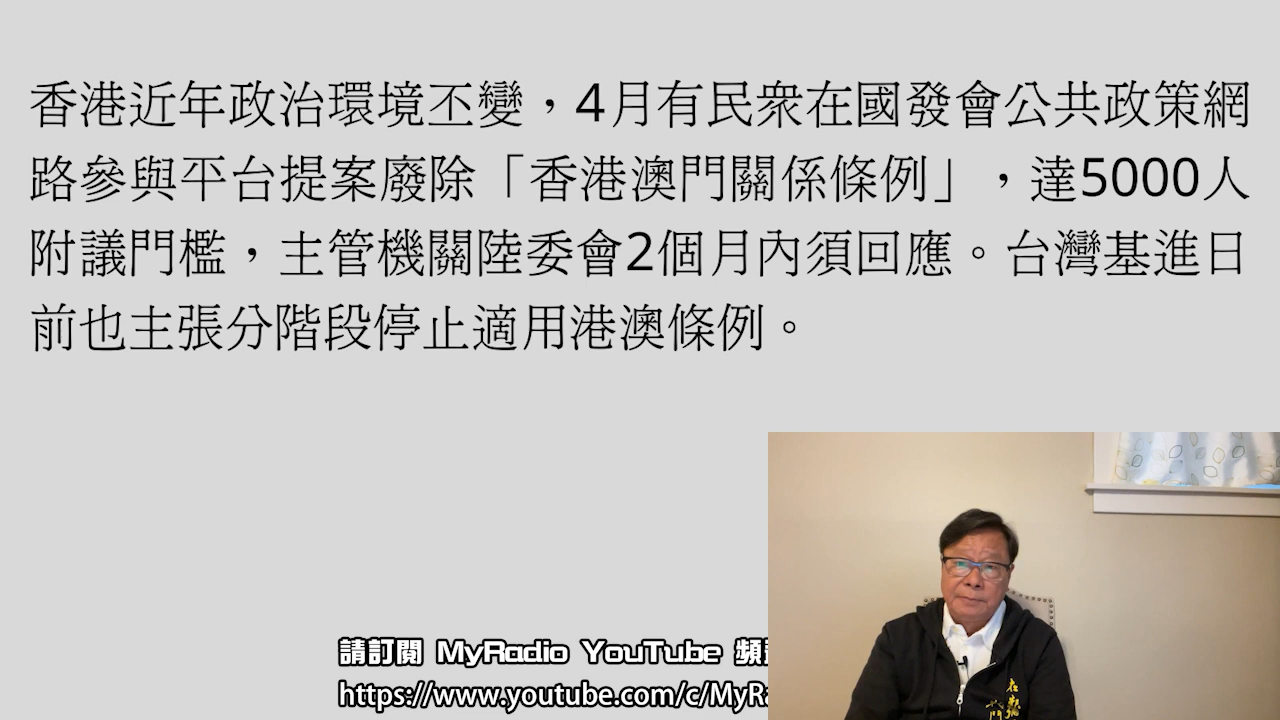 香港近年政治環境丕變，4月有民眾在國發會公共政策網
路參與平台提案廢除「香港澳門關係條例」，達5000人
附議門檻，主管機關陸委會2個月內須回應。台灣基進日
前也主張分階段停止適用港澳條例。
請訂閱 MyRadio YouTube
https://www.youtube.com/c/MyRa